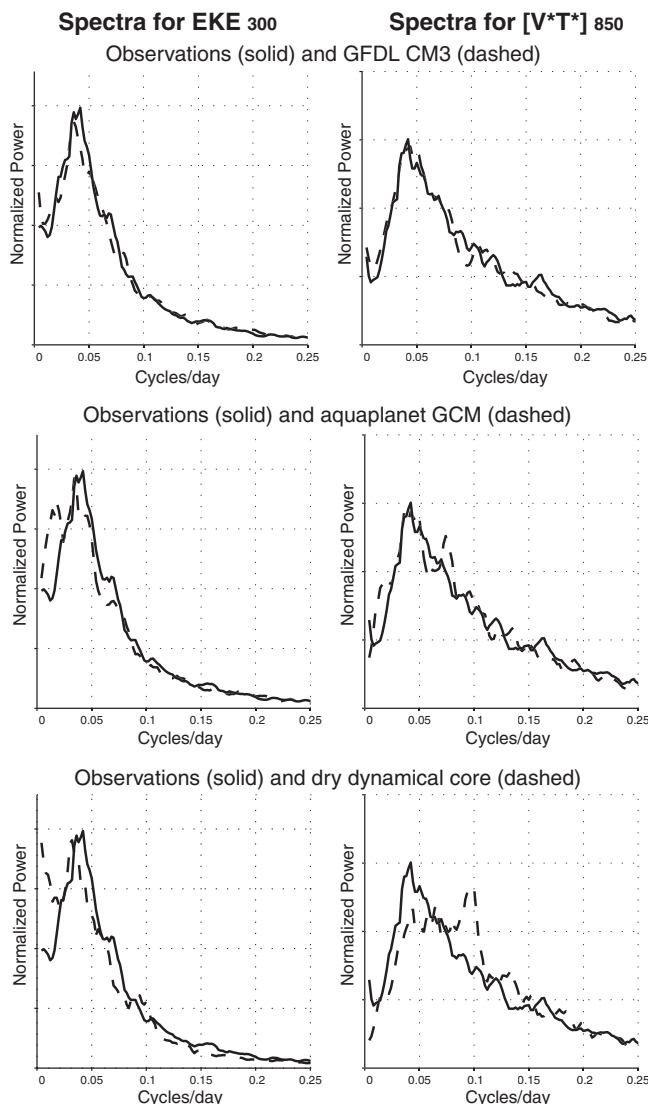 Spectra for EKE 300
Spectra for [V*T*] 850
Observations (solid) and GFDL CM3 (dashed)
Normalized Power
0 0.05 0.1 0.15 0.2 0.25
Cycles/day
Normalized Power
0 0.05 0.1 0.15 0.2 0.25
Cycles/day
Observations (solid) and aquaplanet GCM (dashed)
Normalized Power
0 0.05 0.1 0.15 0.2 0.25
Cycles/day
Normalized Power
0 0.05 0.1 0.15 0.2 0.25
Cycles/day
Observations (solid) and dry dynamical core (dashed)
Normalized Power
0 0.05 0.1 0.15 0.2 0.25
Cycles/day
Normalized Power
0 0.05 0.1 0.15 0.2 0.25
Cycles/day